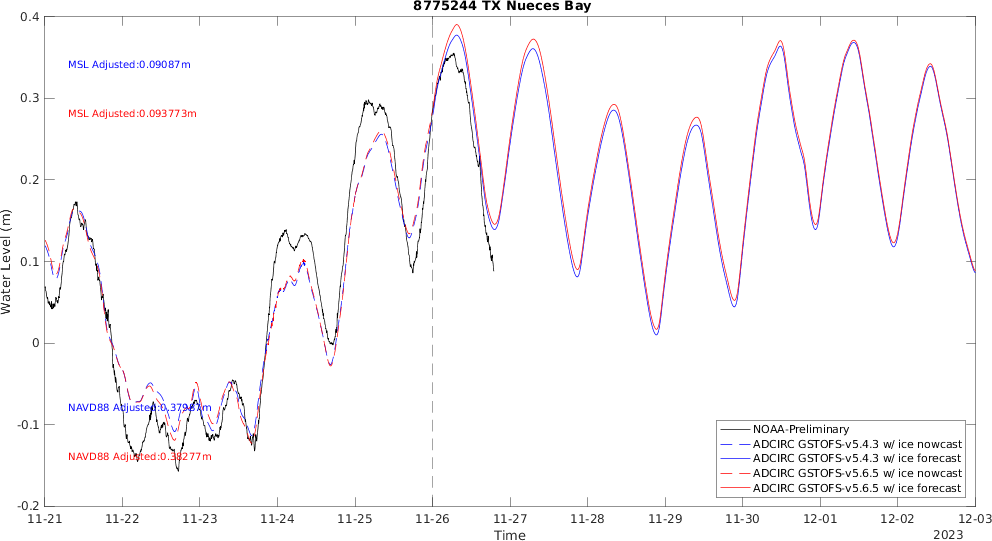 8775244 TX Nueces Bay
0.4
0.3
0.2
0.1
0
-0.1
-0.2
Water Level (m)
MSL Adjusted:0.09087m
MSL Adjusted:0.093773m
NAVD88 Adjusted:0.37987m
NAVD88 Adjusted:0.38277m
NOAA-Preliminary
ADCIRC GSTOFS-v5.4.3 w/ ice nowcast
ADCIRC GSTOFS-v5.4.3 w/ ice forecast
ADCIRC GSTOFS-v5.6.5 w/ ice nowcast
ADCIRC GSTOFS-v5.6.5 w/ ice forecast
11-21 11-22 11-23 11-24 11-25 11-26 11-27 11-28 11-29 11-30 12-01 12-02 12-03
Time
2023